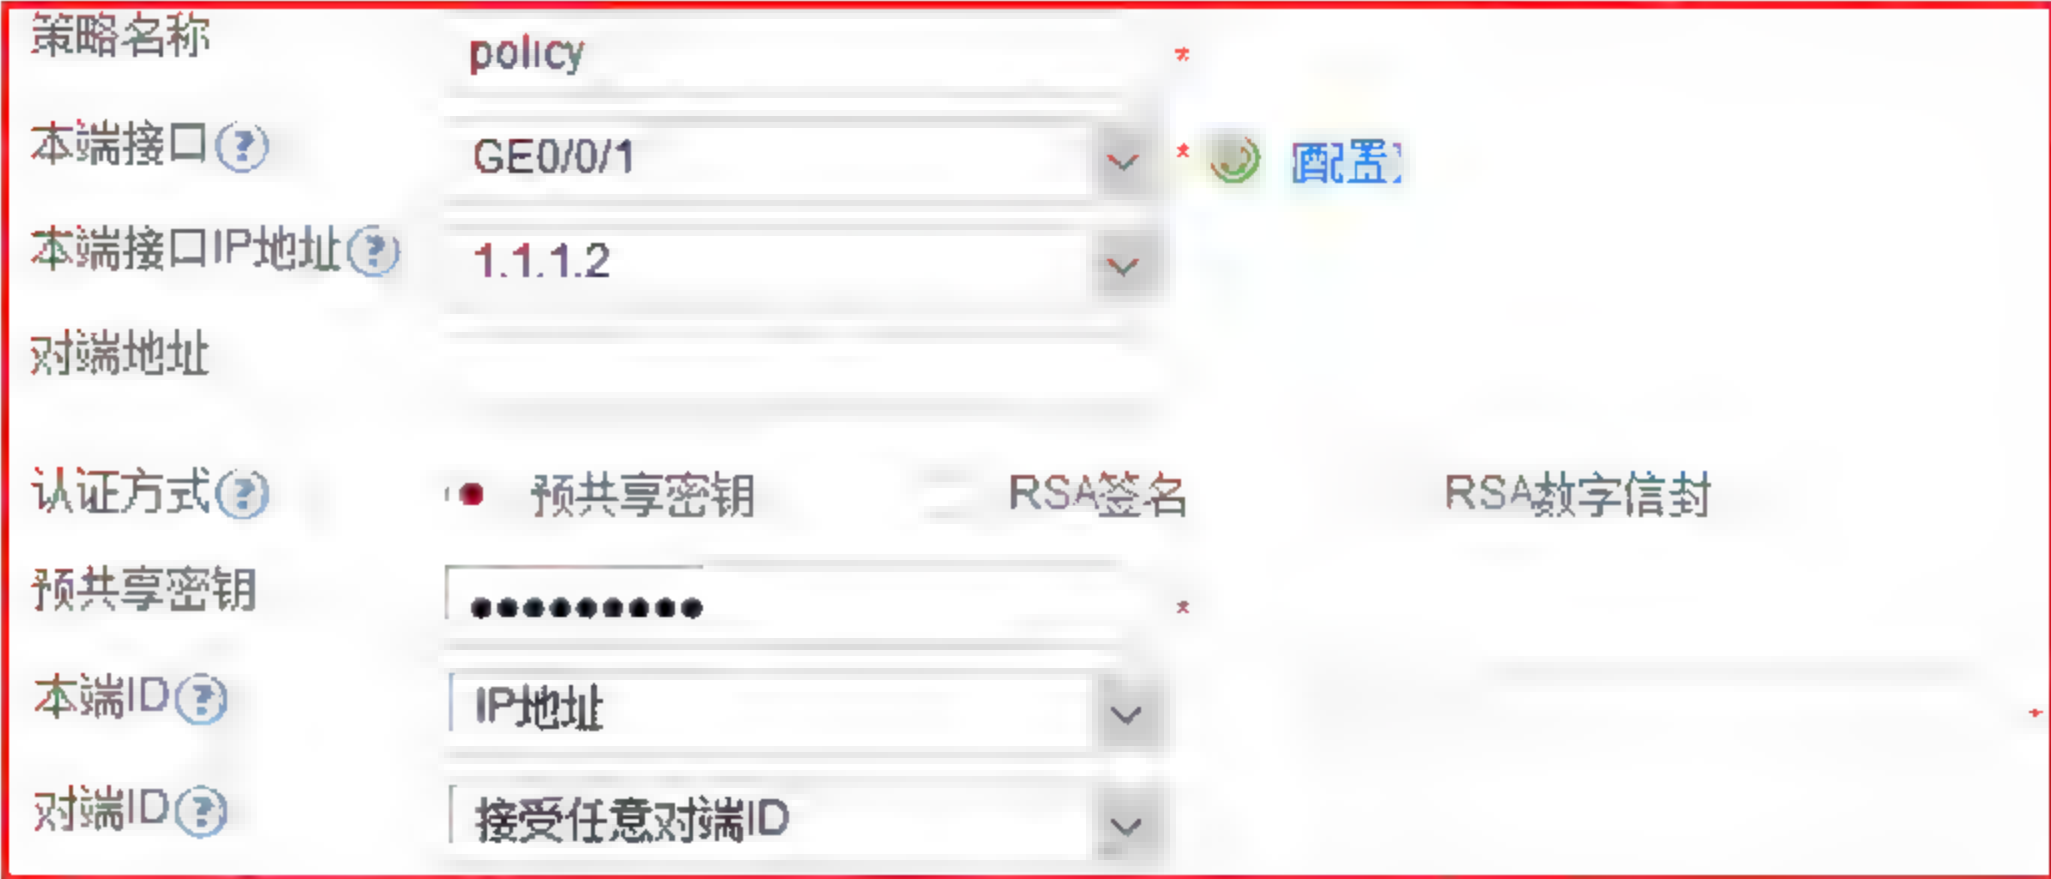 策略名称 policy *
本端接口 ? GE0/0/1 * 配置
本端接口IP地址 ? 1.1.1.2
对端地址
认证方式 ? 预共享密钥 RSA签名 RSA数字信封
预共享密钥 ●●●●●●●●● *
本端ID ? IP地址 *
对端ID ? 接受任意对端ID